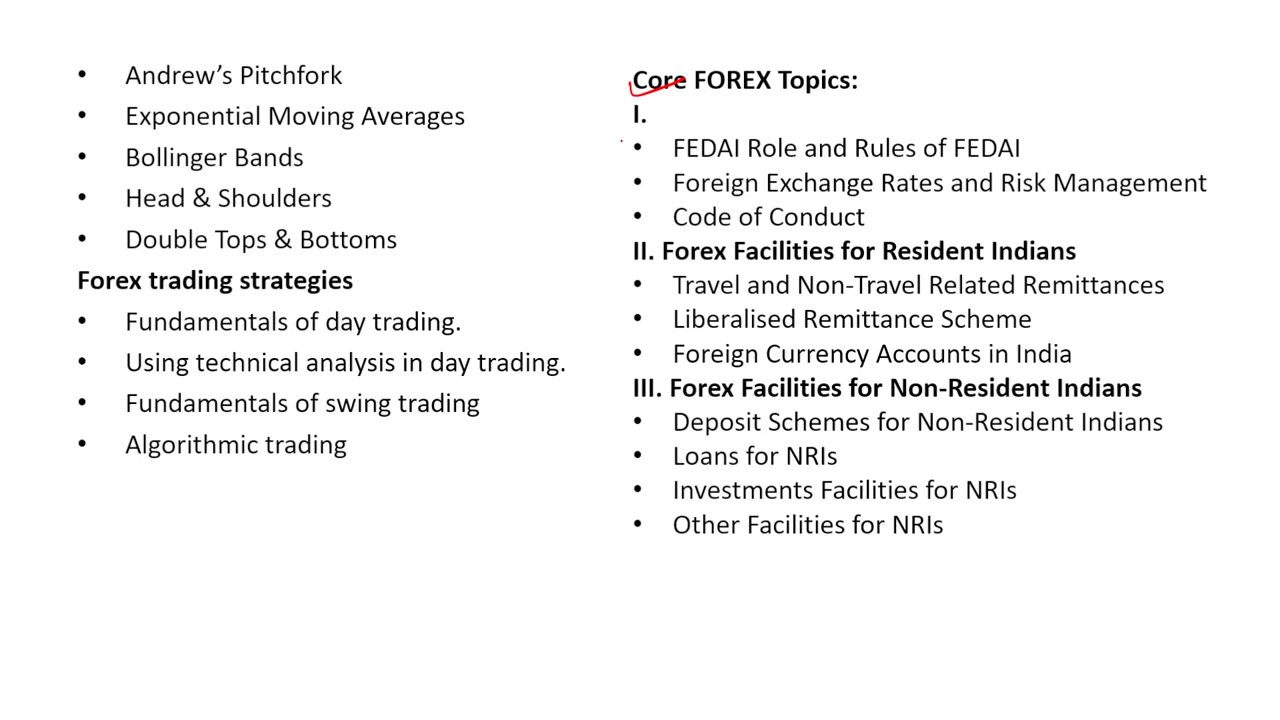 • Andrew’s Pitchfork
• Exponential Moving Averages
• Bollinger Bands
• Head & Shoulders
• Double Tops & Bottoms
Forex trading strategies
• Fundamentals of day trading.
• Using technical analysis in day trading.
• Fundamentals of swing trading
• Algorithmic trading
Core FOREX Topics:
I.
• FEDAI Role and Rules of FEDAI
• Foreign Exchange Rates and Risk Management
• Code of Conduct
II. Forex Facilities for Resident Indians
• Travel and Non-Travel Related Remittances
• Liberalised Remittance Scheme
• Foreign Currency Accounts in India
III. Forex Facilities for Non-Resident Indians
• Deposit Schemes for Non-Resident Indians
• Loans for NRIs
• Investments Facilities for NRIs
• Other Facilities for NRIs